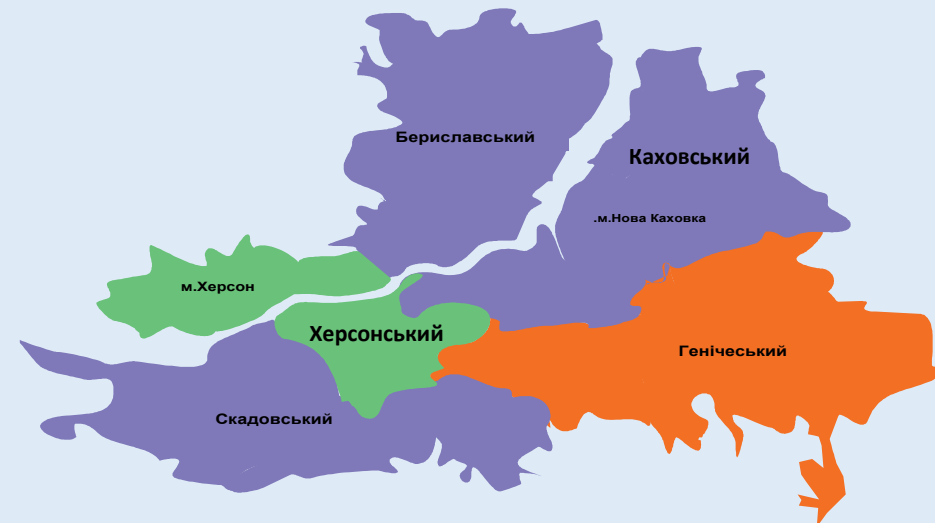 Бериславський
Каховський
.м.Нова Каховка
м.Херсон
Херсонський
Генічеський
Скадовський